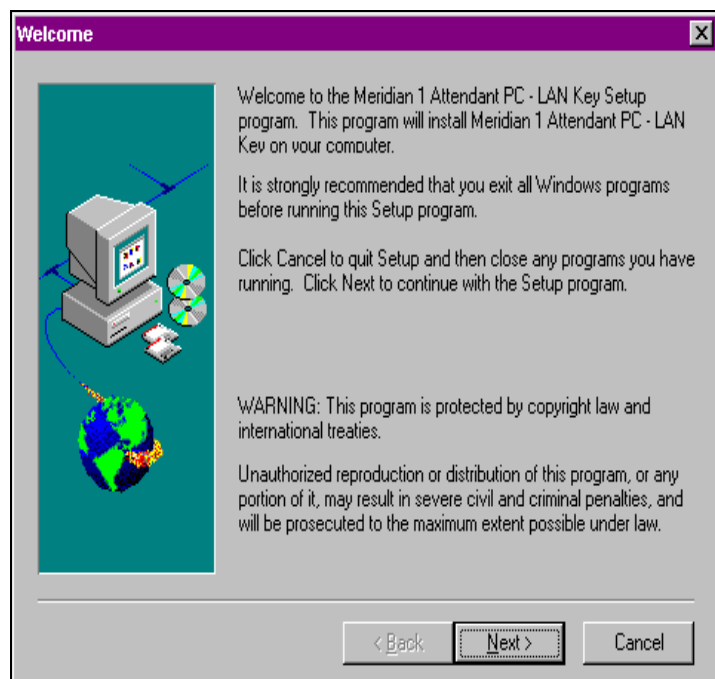 Welcome
Welcome to the Meridian 1 Attendant PC - LAN Key Setup
program. This program will install Meridian 1 Attendant PC - LAN
Key on your computer.
It is strongly recommended that you exit all Windows programs
before running this Setup program.
Click Cancel to quit Setup and then close any programs you have
running. Click Next to continue with the Setup program.
WARNING: This program is protected by copyright law and
international treaties.
Unauthorized reproduction or distribution of this program, or any
portion of it, may result in severe civil and criminal penalties, and
will be prosecuted to the maximum extent possible under law.
< Back Next > Cancel